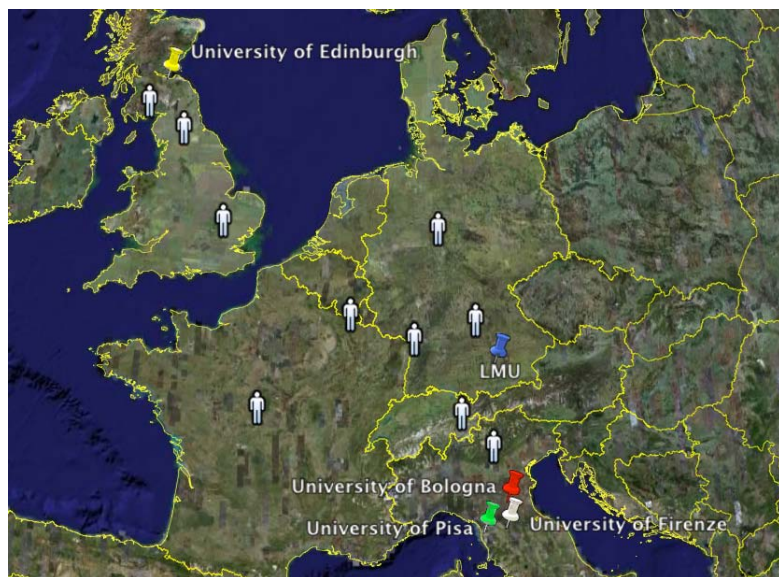 University of Edinburgh
LMU
University of Bologna
University of Pisa
University of Firenze